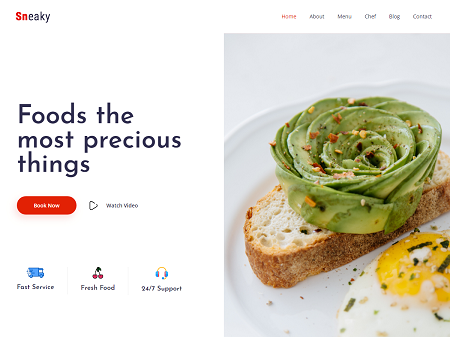 Sneaky
Home About Menu Chef Blog Contact
Foods the
most precious
things
Book Now Watch Video
Fast Service Fresh Food 24/7 Support